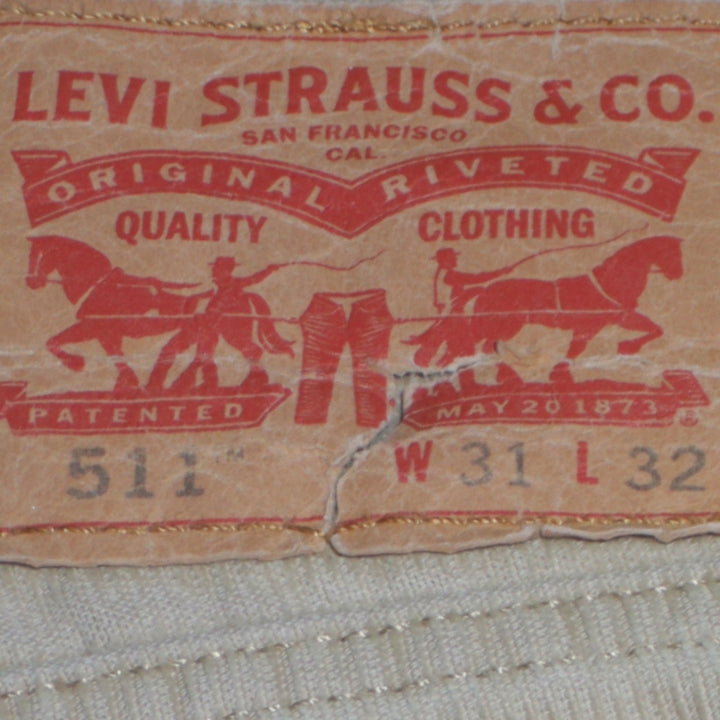 LEVI STRAUSS & CO.
SAN FRANCISCO
CAL.
ORIGINAL RIVETED
QUALITY CLOTHING
PATENTED MAY 20 1873 ®
511™ W 31 L 32